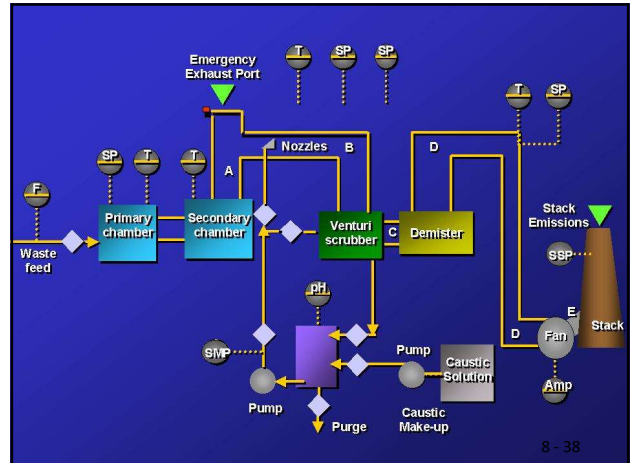 Emergency
Exhaust Port
T
SP
SP
T
SP
Nozzles
B
D
A
SP
T
T
F
Primary
chamber
Secondary
chamber
Venturi
scrubber
C
Demister
Stack
Emissions
Waste
feed
SSP
pH
E
Stack
D
Fan
SMP
Pump
Pump
Caustic
Solution
Amp
Caustic
Make-up
Purge
8 - 38